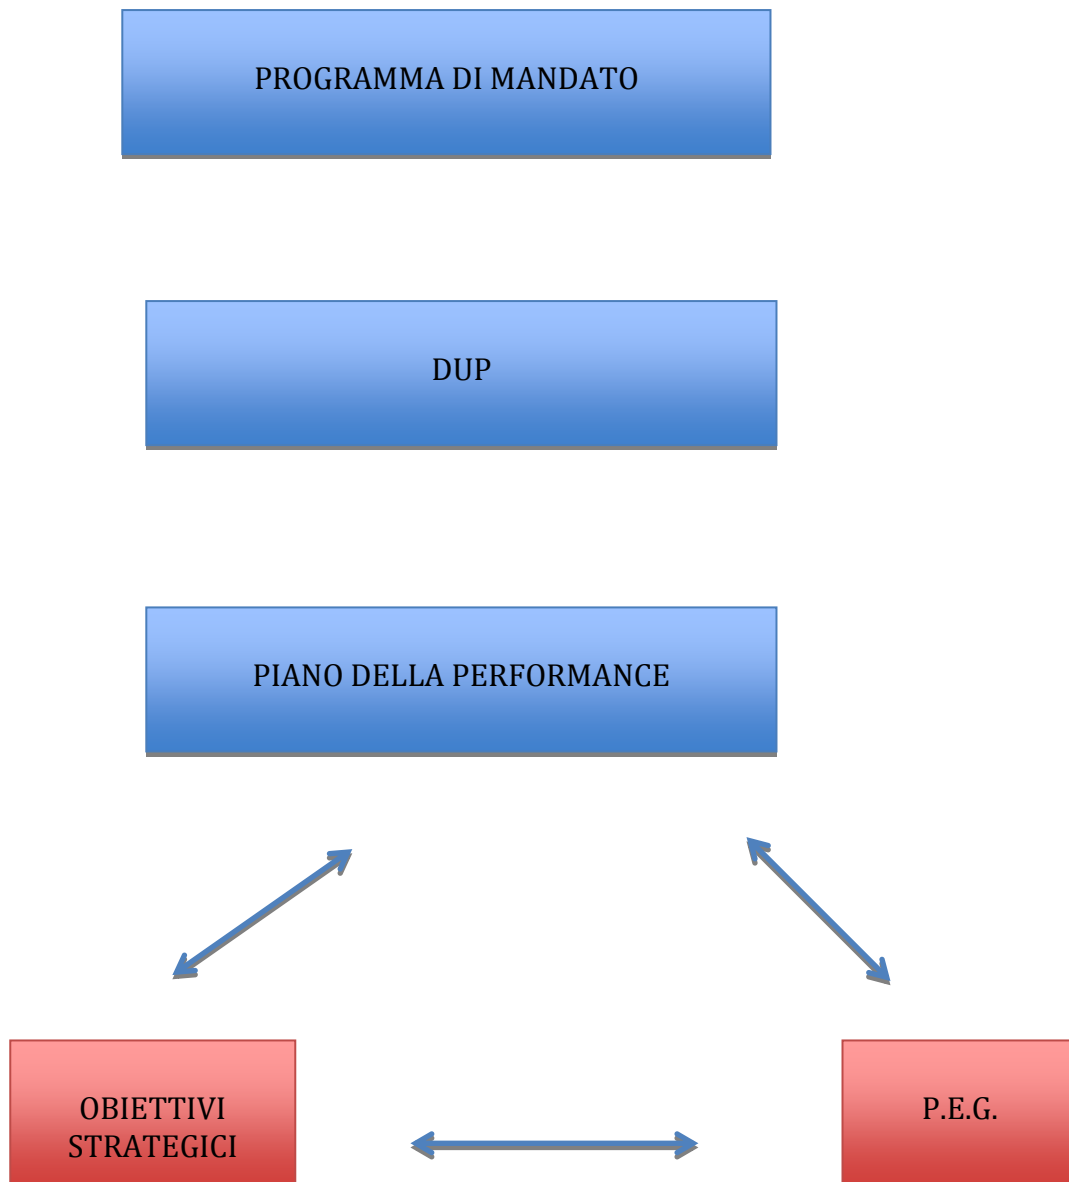 PROGRAMMA DI MANDATO
DUP
PIANO DELLA PERFORMANCE
OBIETTIVI
STRATEGICI
P.E.G.